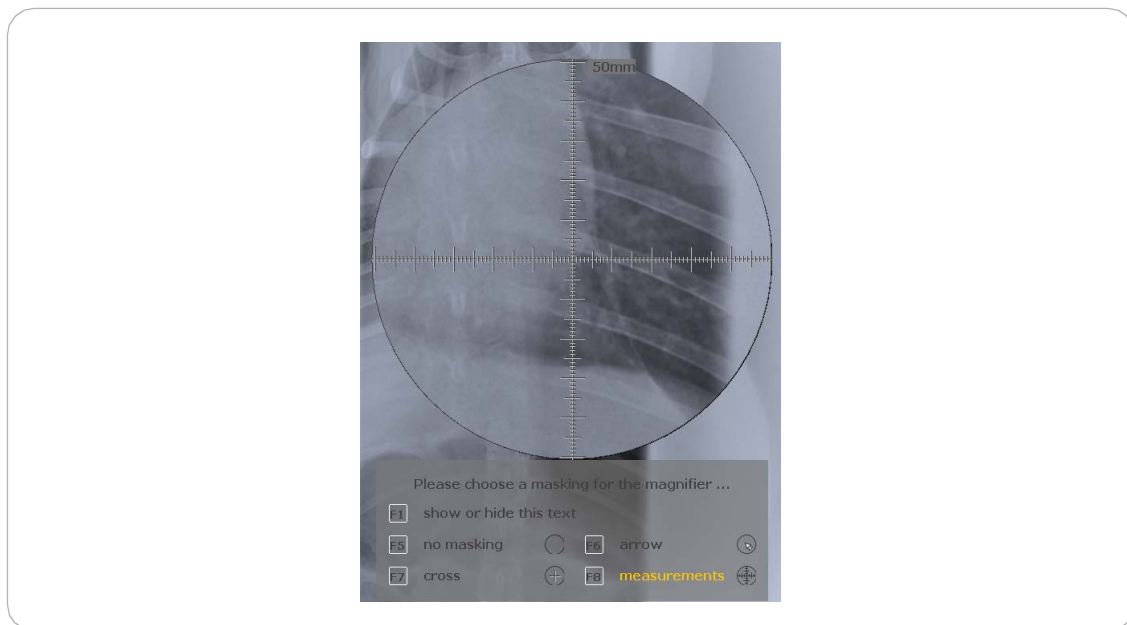 50mm
Please choose a masking for the magnifier ...
F1 show or hide this text
F5 no masking F6 arrow
F7 cross F8 measurements